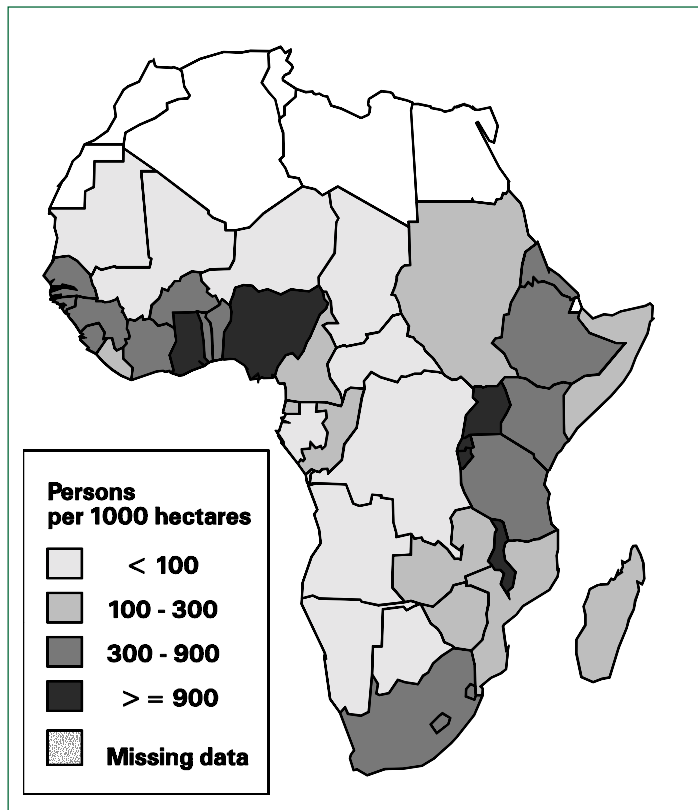 Persons
per 1000 hectares
< 100
100 - 300
300 - 900
> = 900
Missing data